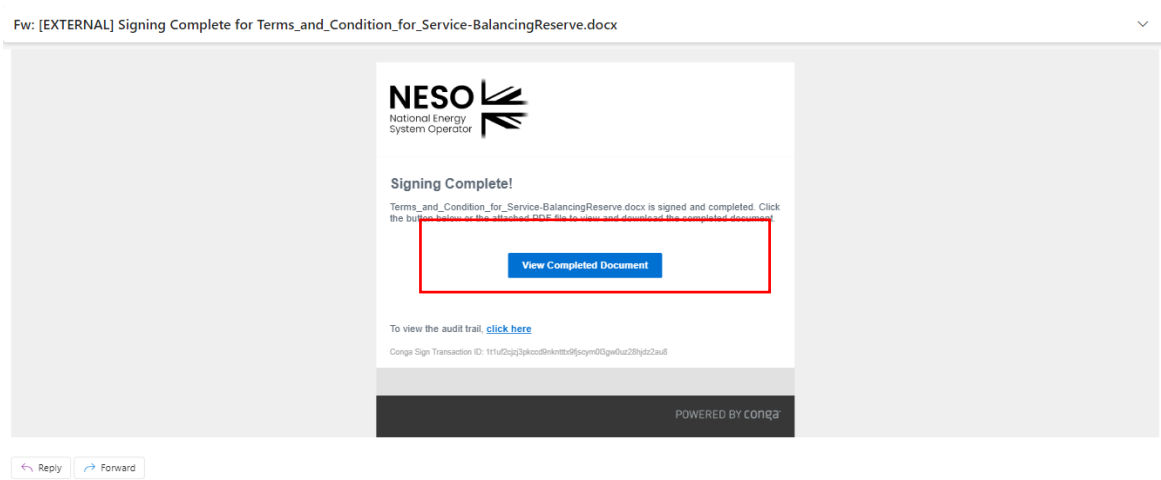 Fw: [EXTERNAL] Signing Complete for Terms_and_Condition_for_Service-BalancingReserve.docx
NESO
National Energy
System Operator
Signing Complete!
Terms_and_Condition_for_Service-BalancingReserve.docx is signed and completed. Click
the button below or the attached PDF file to view and download the completed document.
View Completed Document
To view the audit trail, click here
Conga Sign Transaction ID:
POWERED BY conga
Reply
Forward